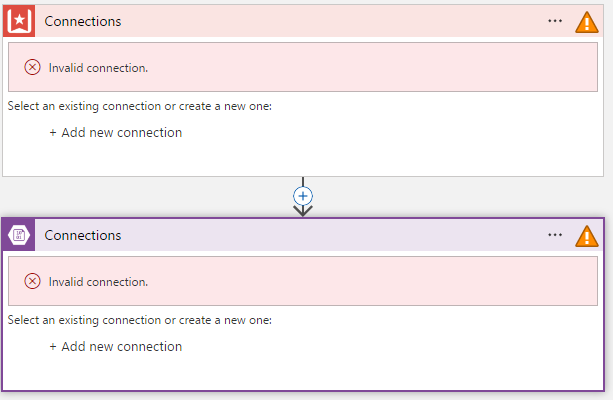 Connections
Invalid connection.
Select an existing connection or create a new one:
+ Add new connection
Connections
Invalid connection.
Select an existing connection or create a new one:
+ Add new connection